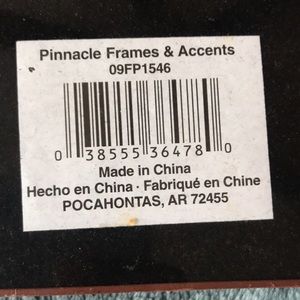 Pinnacle Frames & Accents
09FP1546
0 38555 36478 0
Made in China
Hecho en China · Fabriqué en Chine
POCAHONTAS, AR 72455